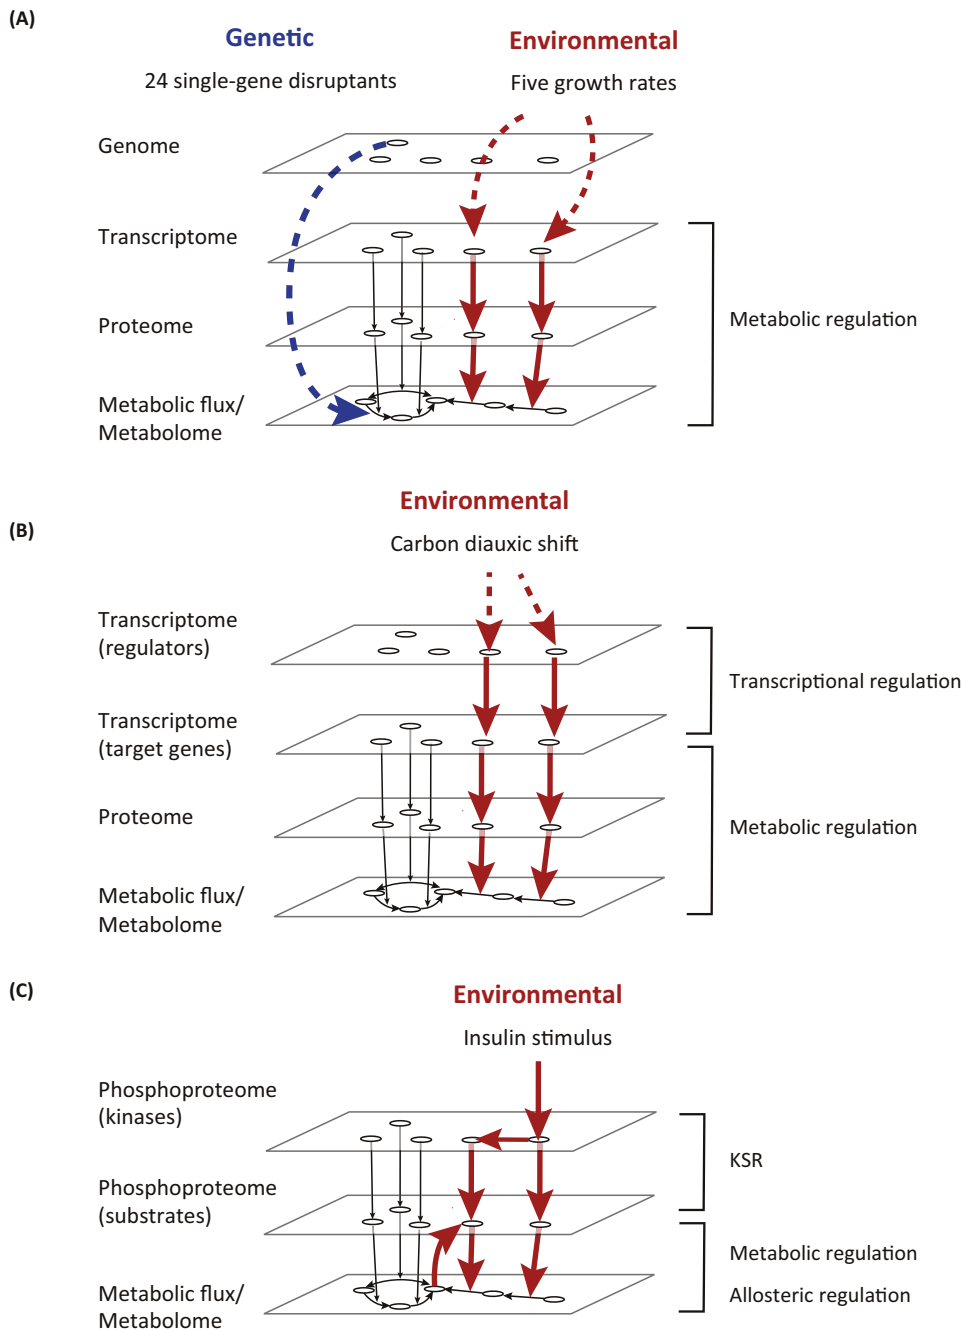 (A)
Genetic
Environmental
24 single-gene disruptants
Five growth rates
Genome
Transcriptome
Proteome
Metabolic flux/
Metabolome
Metabolic regulation
Environmental
(B)
Carbon diauxic shift
Transcriptome
(regulators)
Transcriptional regulation
Transcriptome
(target genes)
Proteome
Metabolic regulation
Metabolic flux/
Metabolome
(C)
Environmental
Insulin stimulus
Phosphoproteome
(kinases)
KSR
Phosphoproteome
(substrates)
Metabolic regulation
Metabolic flux/
Metabolome
Allosteric regulation